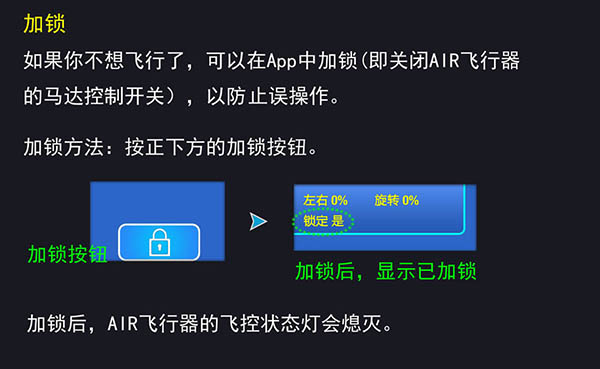 加锁
如果你不想飞行了，可以在App中加锁(即关闭AIR飞行器
的马达控制开关），以防止误操作。
加锁方法：按正下方的加锁按钮。
左右 0% 旋转 0%
锁定 是
加锁按钮
加锁后，显示已加锁
加锁后，AIR飞行器的飞控状态灯会熄灭。